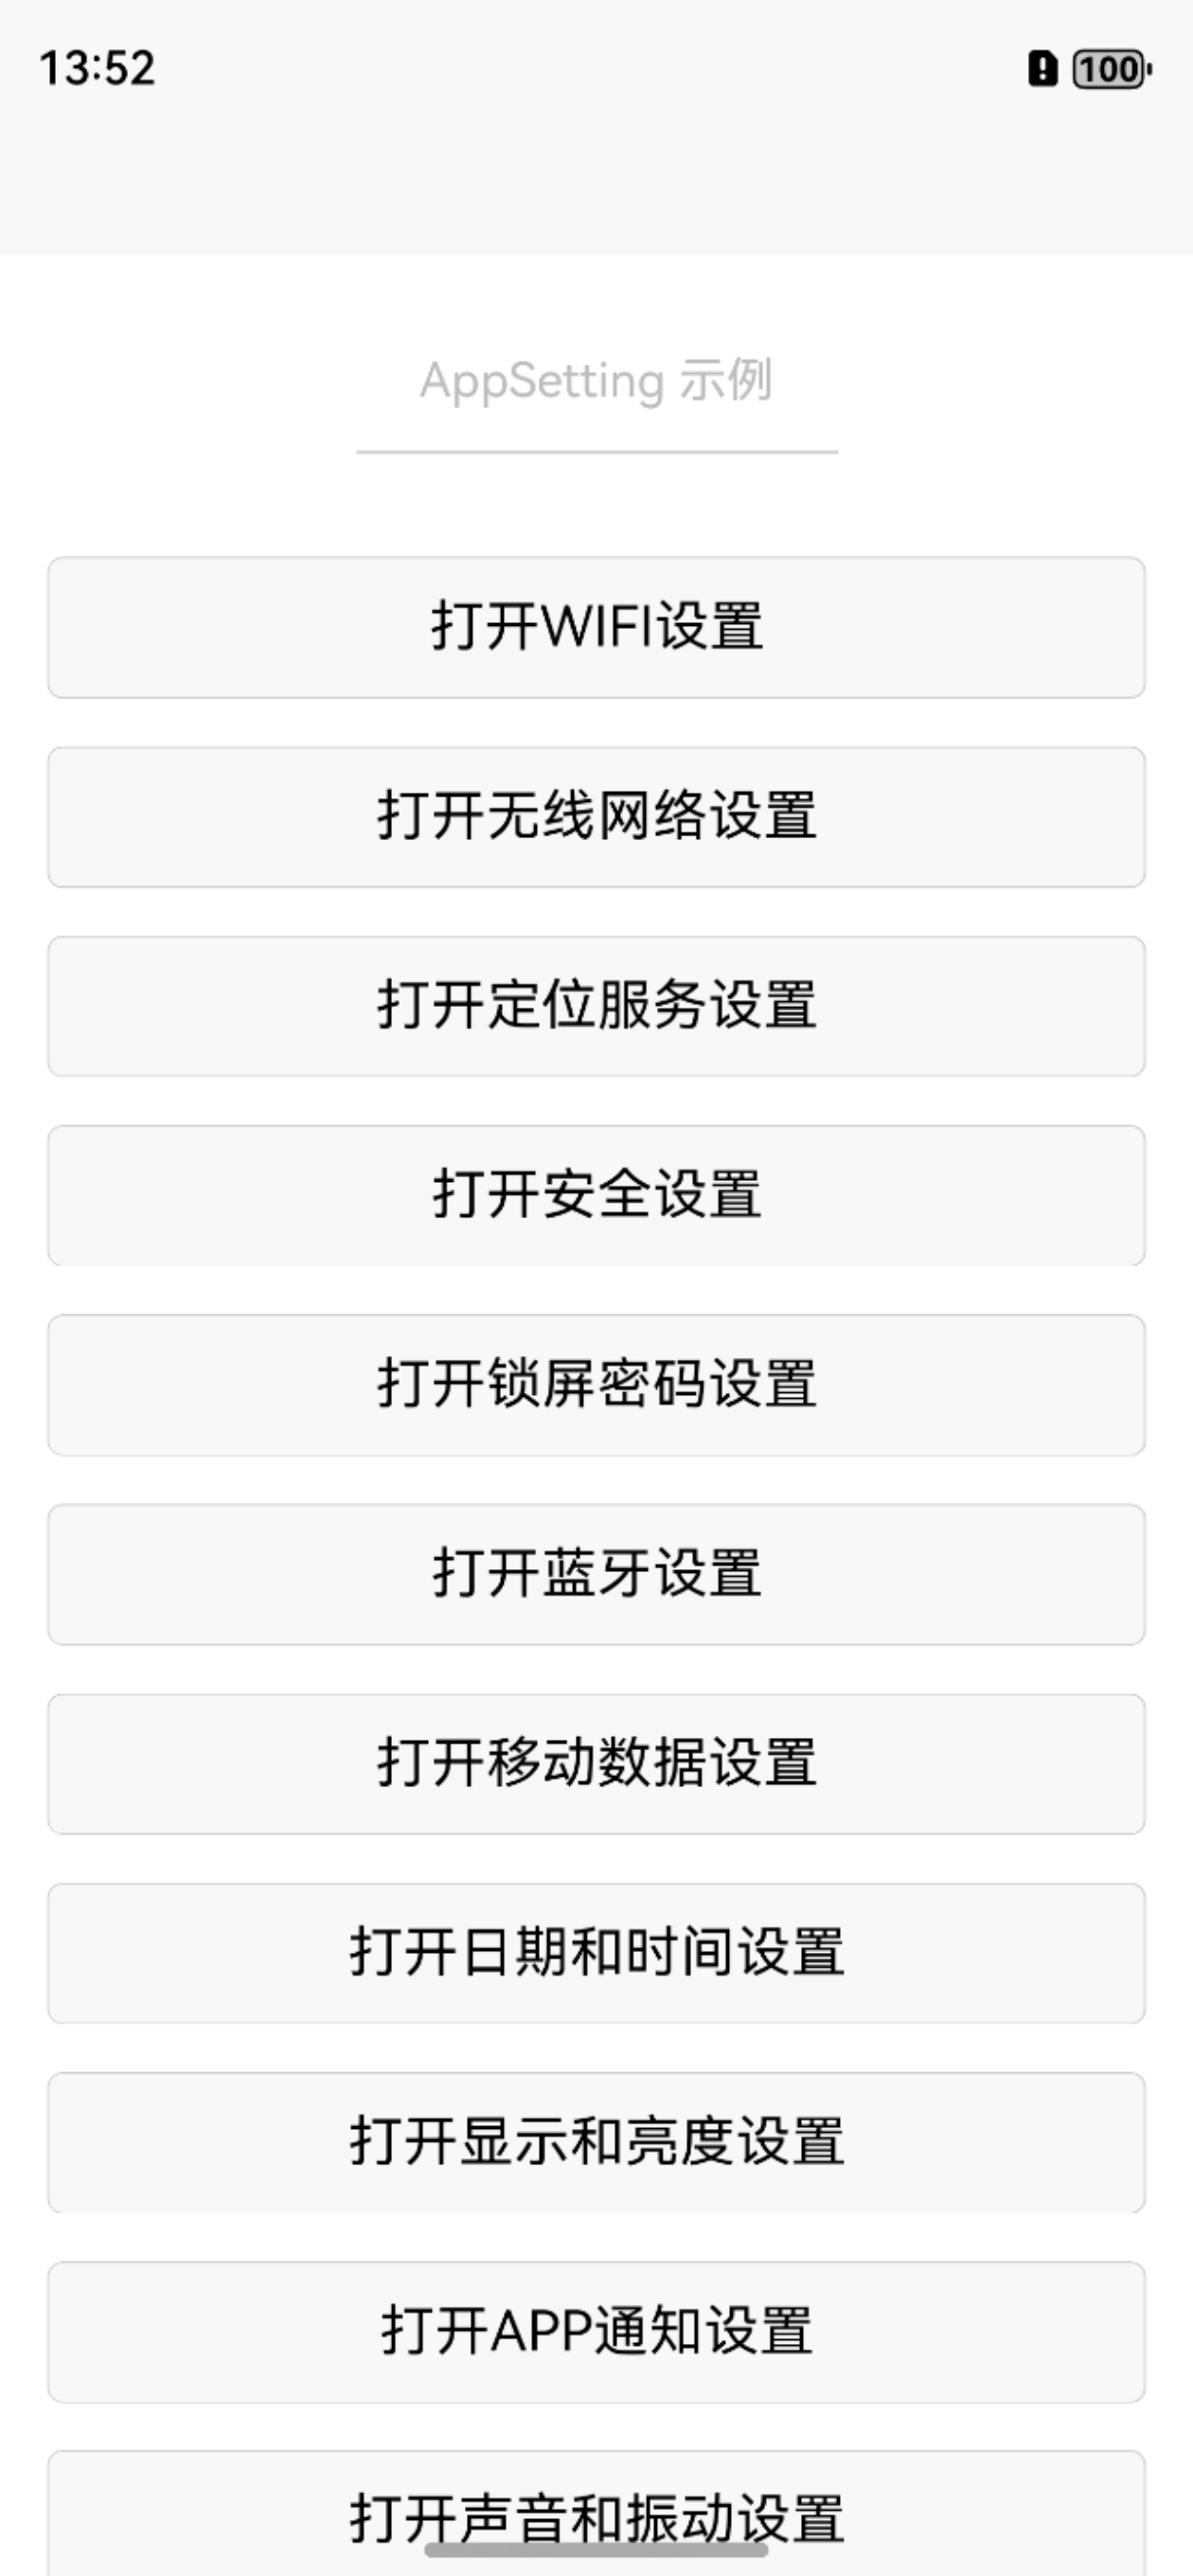 13:52
100
AppSetting 示例
打开WIFI设置
打开无线网络设置
打开定位服务设置
打开安全设置
打开锁屏密码设置
打开蓝牙设置
打开移动数据设置
打开日期和时间设置
打开显示和亮度设置
打开APP通知设置
打开声音和振动设置